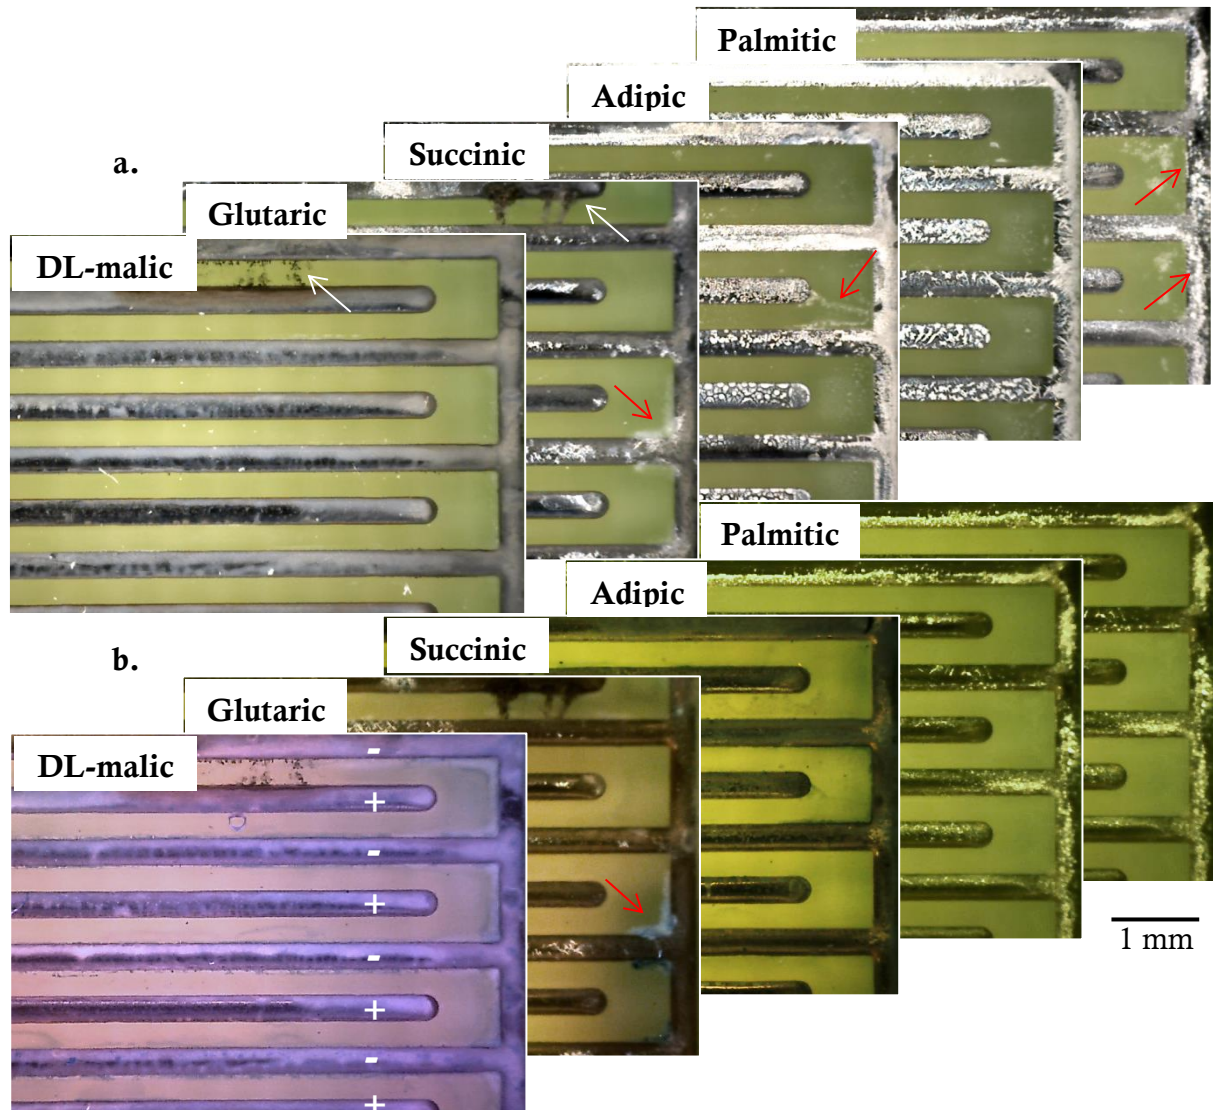 a.
Palmitic
Adipic
Succinic
Glutaric
DL-malic
b.
Palmitic
Adipic
Succinic
Glutaric
DL-malic
-
+
-
+
-
+
-
+
1 mm